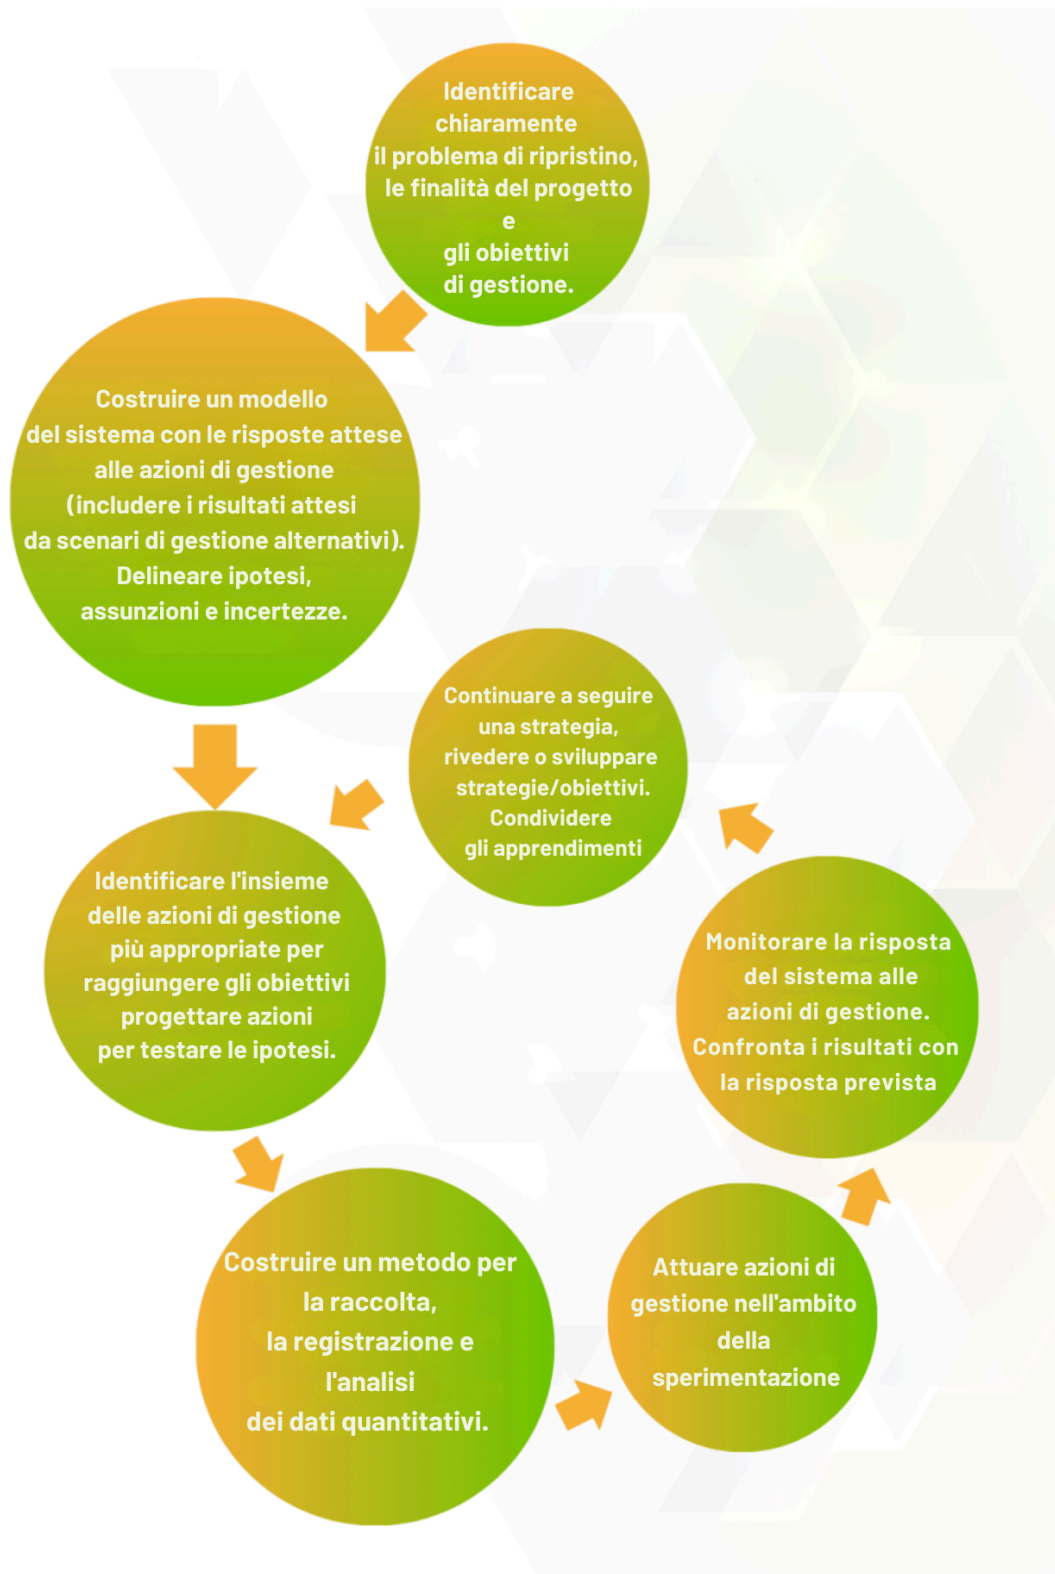 Identificare
chiaramente
il problema di ripristino,
le finalità del progetto
e
gli obiettivi
di gestione.
Costruire un modello
del sistema con le risposte attese
alle azioni di gestione
(includere i risultati attesi
da scenari di gestione alternativi).
Delineare ipotesi,
assunzioni e incertezze.
Identificare l'insieme
delle azioni di gestione
più appropriate per
raggiungere gli obiettivi
progettare azioni
per testare le ipotesi.
Costruire un metodo per
la raccolta,
la registrazione e
l'analisi
dei dati quantitativi.
Attuare azioni di
gestione nell'ambito
della
sperimentazione
Monitorare la risposta
del sistema alle
azioni di gestione.
Confronta i risultati con
la risposta prevista
Continuare a seguire
una strategia,
rivedere o sviluppare
strategie/obiettivi.
Condividere
gli apprendimenti